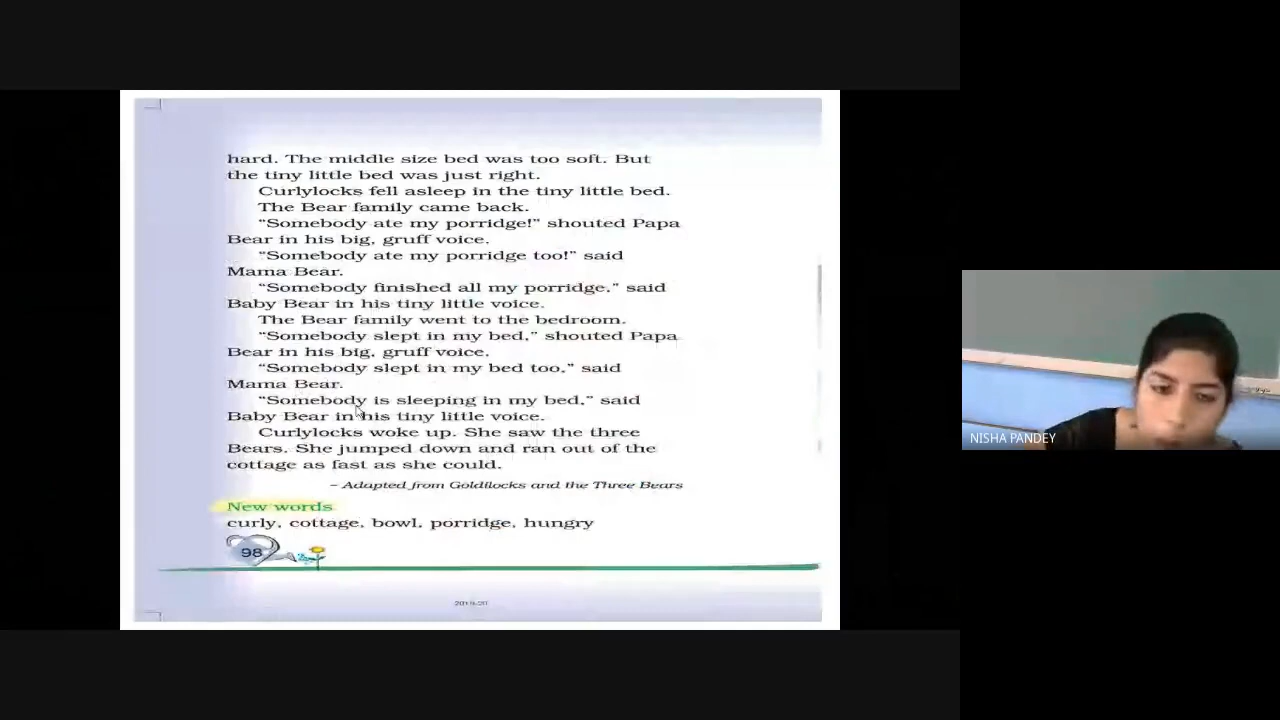 hard. The middle size bed was too soft. But
the tiny little bed was just right.
Curlylocks fell asleep in the tiny little bed.
The Bear family came back.
“Somebody ate my porridge!” shouted Papa
Bear in his big, gruff voice.
“Somebody ate my porridge too!” said
Mama Bear.
“Somebody finished all my porridge,” said
Baby Bear in his tiny little voice.
The Bear family went to the bedroom.
“Somebody slept in my bed,” shouted Papa
Bear in his big, gruff voice.
“Somebody slept in my bed too,” said
Mama Bear.
“Somebody is sleeping in my bed,” said
Baby Bear in his tiny little voice.
Curlylocks woke up. She saw the three
Bears. She jumped down and ran out of the
cottage as fast as she could.
– Adapted from Goldilocks and the Three Bears
New words
curly, cottage, bowl, porridge, hungry
98
2019-20
NISHA PANDEY